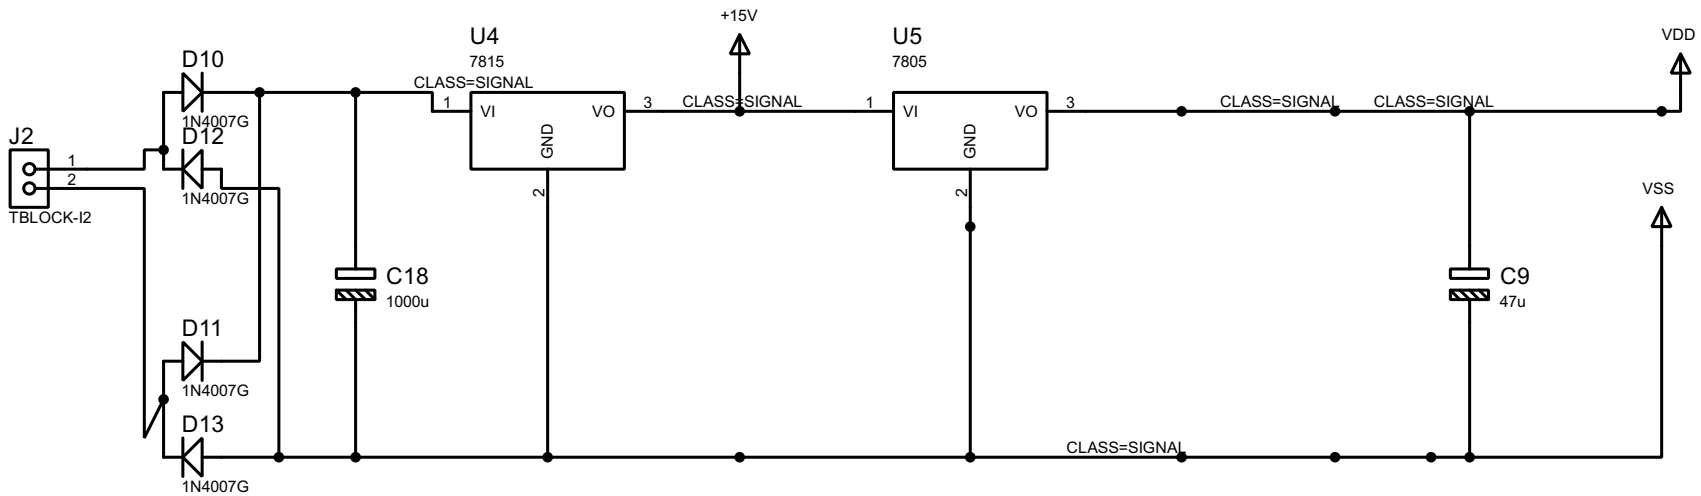 +15V
VDD
U4
7815
U5
7805
D10
1N4007G
CLASS=SIGNAL
1
VI
VO
3
GND
2
CLASS=SIGNAL
1
VI
VO
3
GND
2
CLASS=SIGNAL
CLASS=SIGNAL
J2
1
2
TBLOCK-I2
D12
1N4007G
VSS
C18
1000u
C9
47u
D11
1N4007G
D13
1N4007G
CLASS=SIGNAL